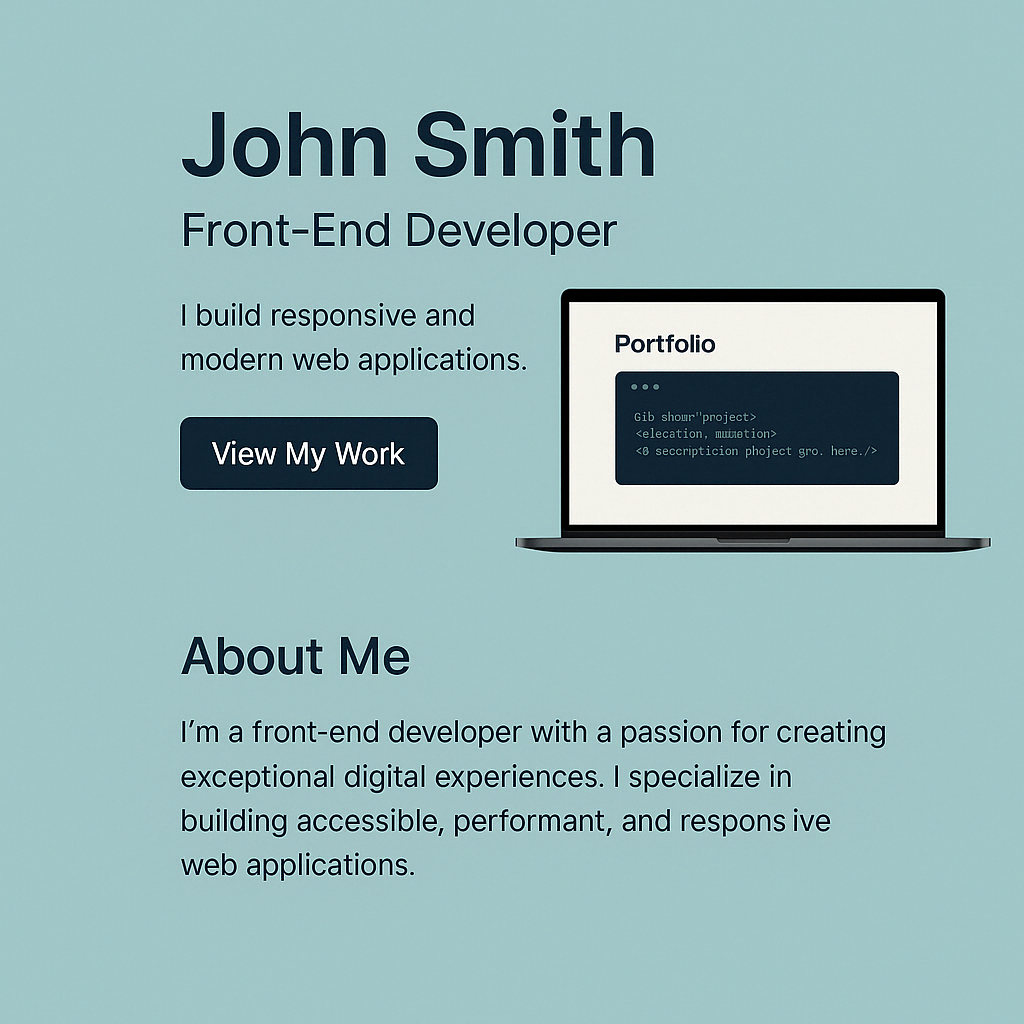 John Smith
Front-End Developer
I build responsive and
modern web applications.
View My Work
Portfolio
Gib "project>
<elecation,
<0 seccripticion phoject gro. here./>
About Me
I’m a front-end developer with a passion for creating
exceptional digital experiences. I specialize in
building accessible, performant, and respons ive
web applications.